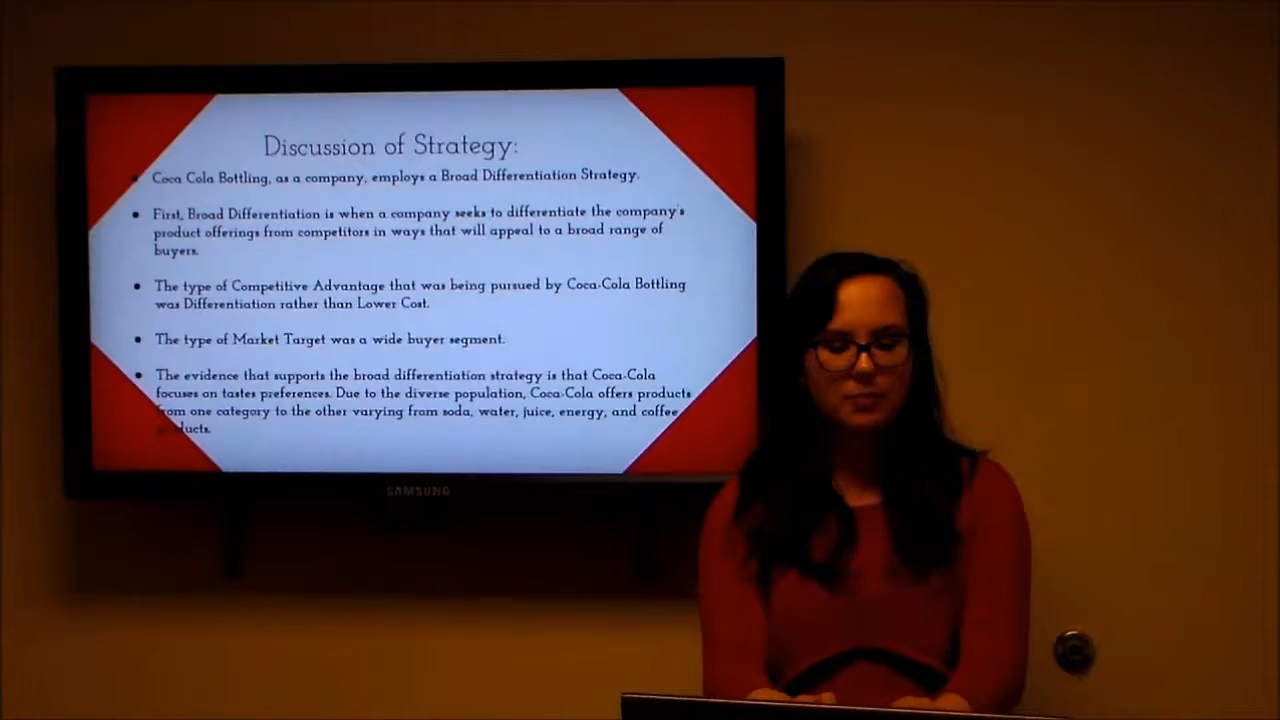 Discussion of Strategy:
Coca Cola Bottling, as a company, employs a Broad Differentiation Strategy.
First, Broad Differentiation is when a company seeks to differentiate the company's
product offerings from competitors in ways that will appeal to a broad range of
buyers.
The type of Competitive Advantage that was being pursued by Coca-Cola Bottling
was Differentiation rather than Lower Cost.
The type of Market Target was a wide buyer segment.
The evidence that supports the broad differentiation strategy is that Coca-Cola
focuses on tastes preferences. Due to the diverse population, Coca-Cola offers products
from one category to the other varying from soda, water, juice, energy, and coffee
SAMSUNG